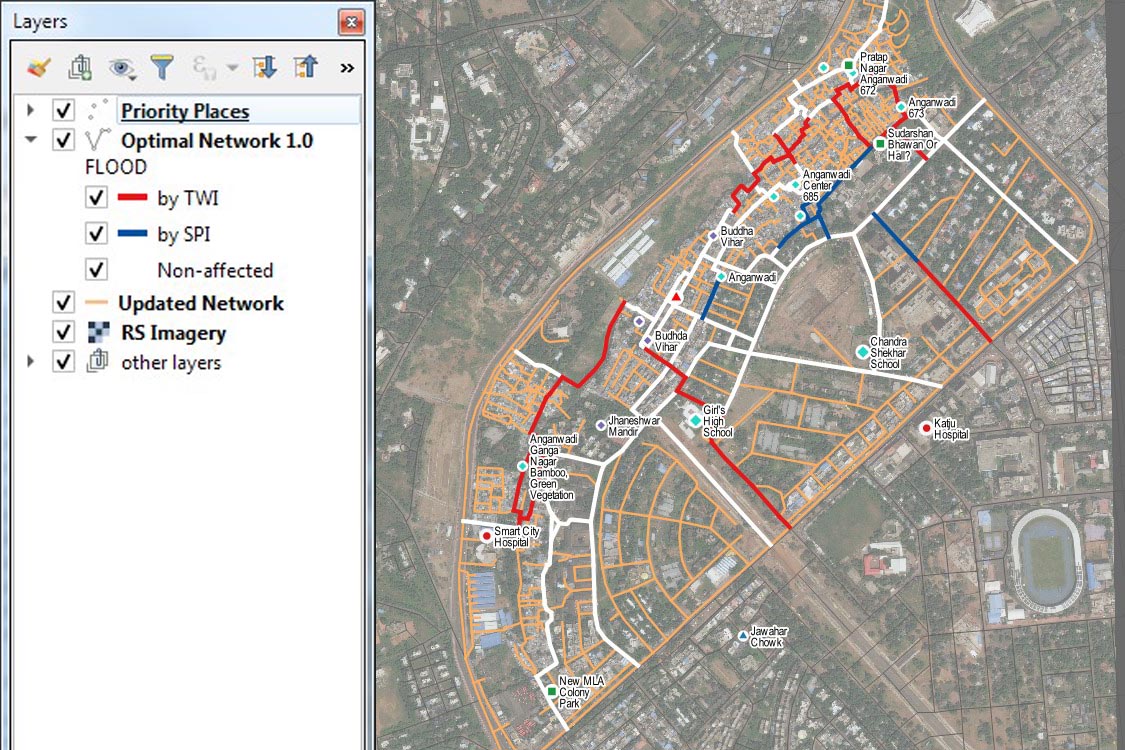 Layers
»
Priority Places
Optimal Network 1.0
FLOOD
by TWI
by SPI
Non-affected
Updated Network
RS Imagery
other layers
Pratap
Nagar
Anganwadi
672
Anganwadi
673
Sudarshan
Bhawan Or
Hall?
Anganwadi
Center
685
Buddha
Vihar
Anganwadi
Budhda
Vihar
Chandra
Shekhar
School
Girl's
High
School
Jhaneshwar
Mandir
Katju
Hospital
Anganwadi
Ganga
Nagar
Bamboo,
Green
Vegetation
Smart City
Hospital
Jawahar
Chowk
New MLA
Colony
Park